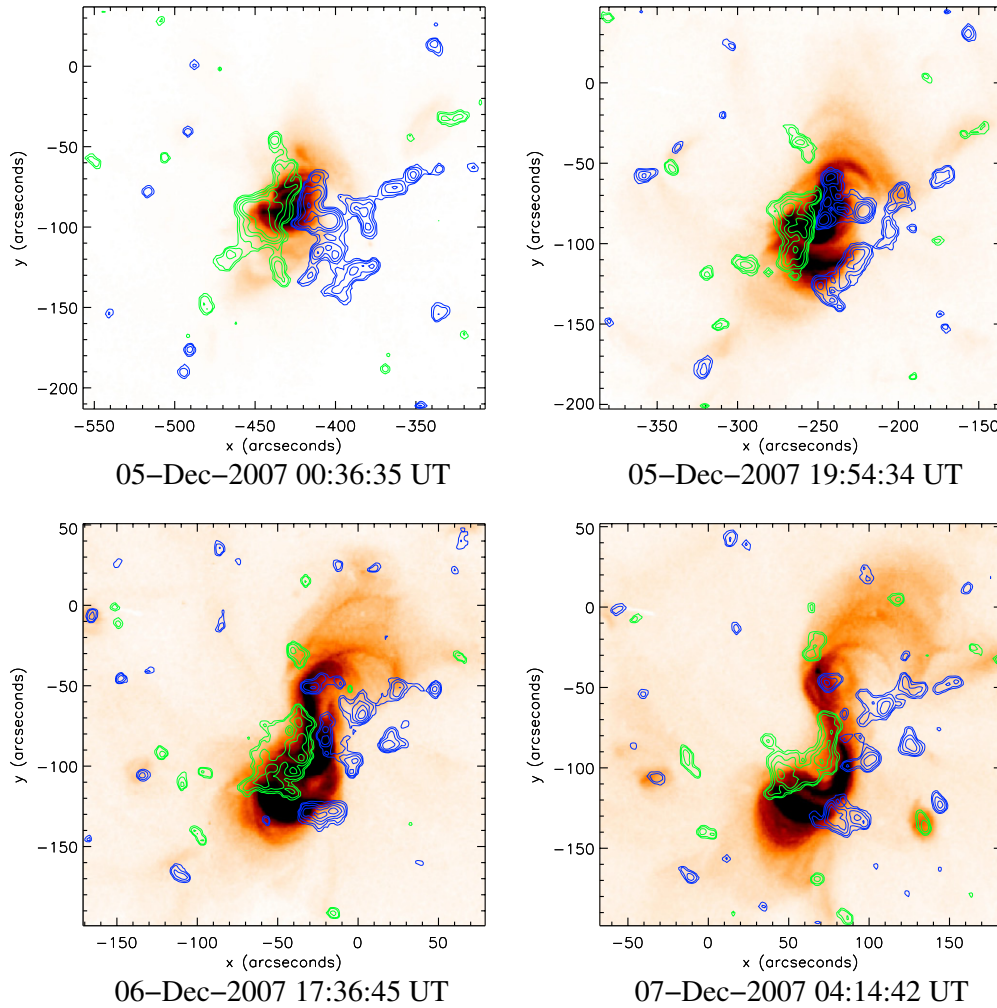 0
−50
−100
−150
−200
y (arcseconds)
−550 −500 −450 −400 −350
x (arcseconds)
05−Dec−2007 00:36:35 UT
0
−50
−100
−150
−200
y (arcseconds)
−350 −300 −250 −200 −150
x (arcseconds)
05−Dec−2007 19:54:34 UT
50
0
−50
−100
−150
y (arcseconds)
−150 −100 −50 0 50
x (arcseconds)
06−Dec−2007 17:36:45 UT
50
0
−50
−100
−150
y (arcseconds)
−50 0 50 100 150
x (arcseconds)
07−Dec−2007 04:14:42 UT